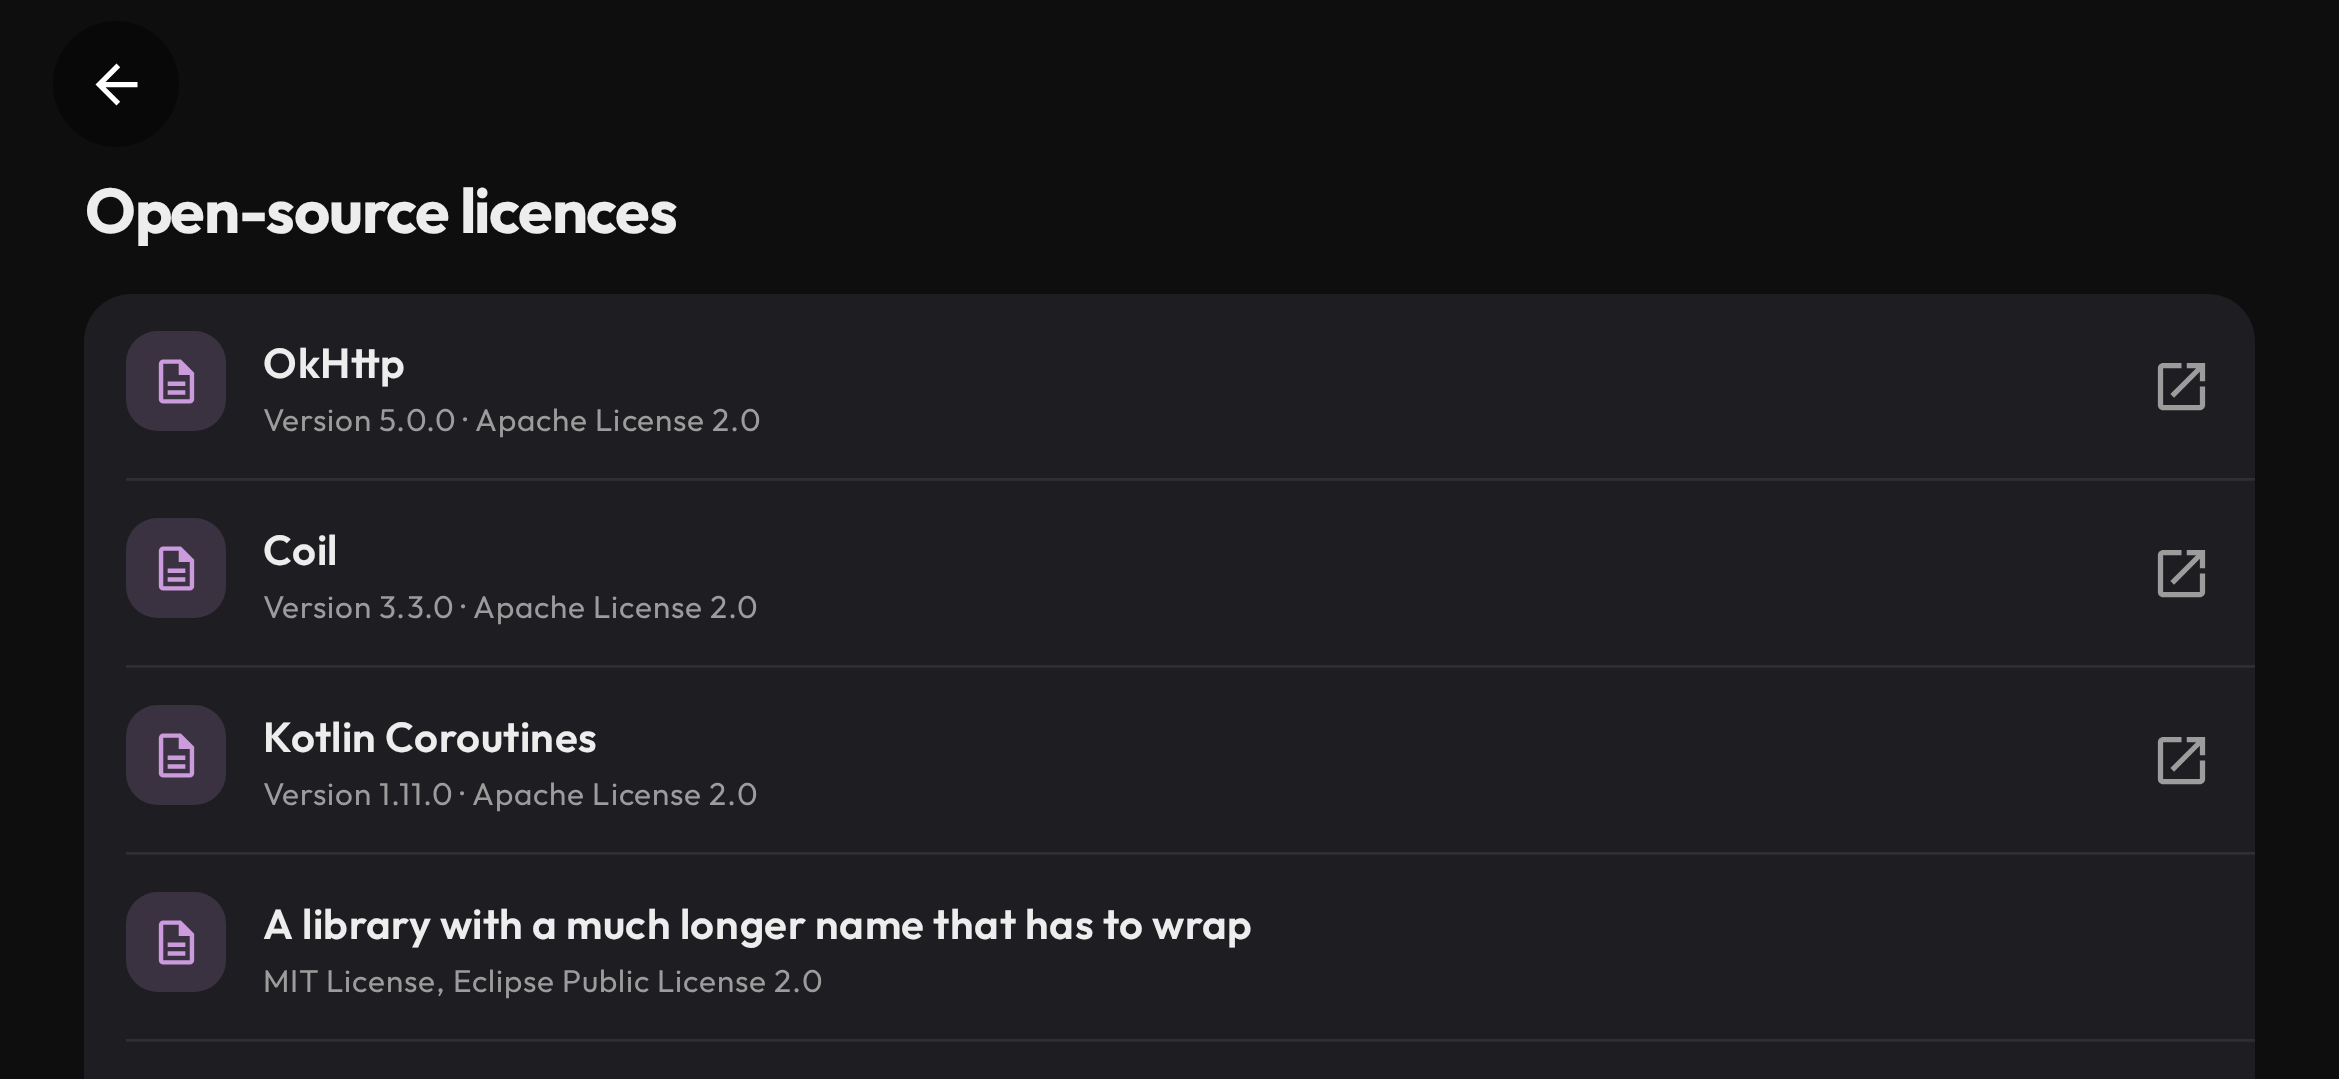 Open-source licences
OkHttp
Version 5.0.0 · Apache License 2.0
Coil
Version 3.3.0 · Apache License 2.0
Kotlin Coroutines
Version 1.11.0 · Apache License 2.0
A library with a much longer name that has to wrap
MIT License, Eclipse Public License 2.0